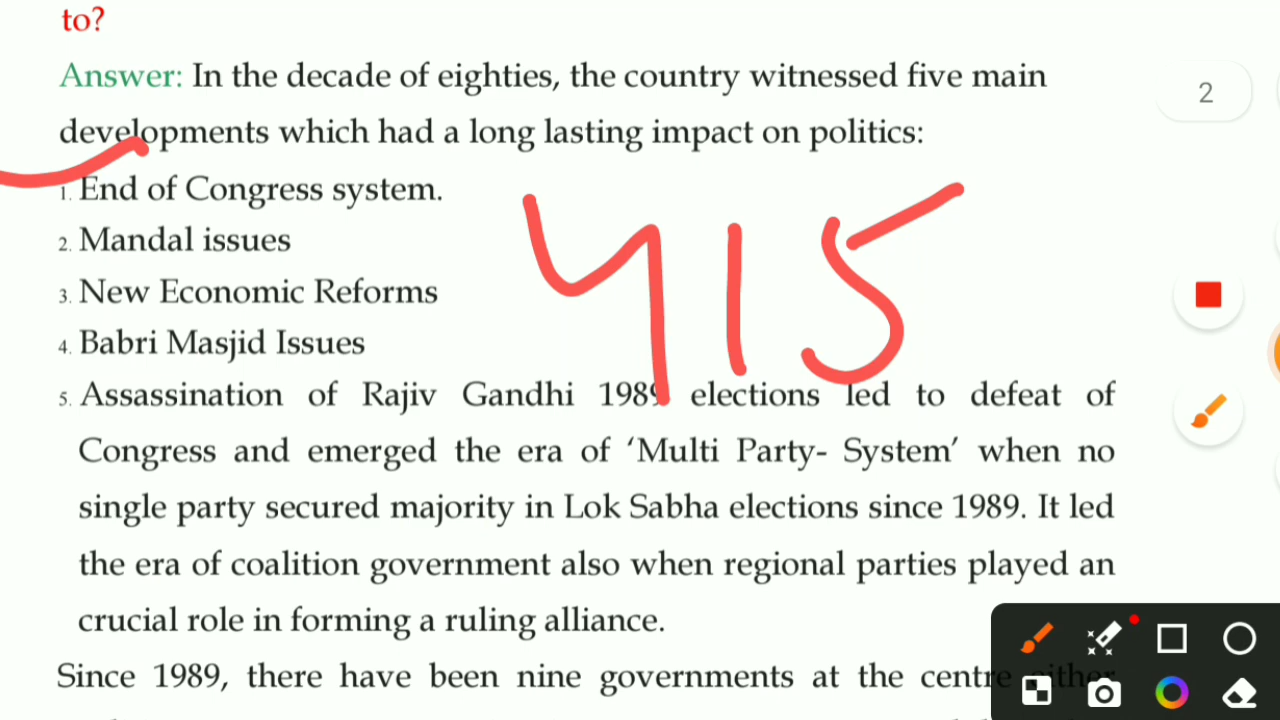 to?
Answer: In the decade of eighties, the country witnessed five main
2
developments which had a long lasting impact on politics:
1. End of Congress system.
2. Mandal issues
3. New Economic Reforms
4. Babri Masjid Issues
415
5. Assassination of Rajiv Gandhi 1989 elections led to defeat of
Congress and emerged the era of ‘Multi Party- System’ when no
single party secured majority in Lok Sabha elections since 1989. It led
the era of coalition government also when regional parties played an
crucial role in forming a ruling alliance.
Since 1989, there have been nine governments at the centre either